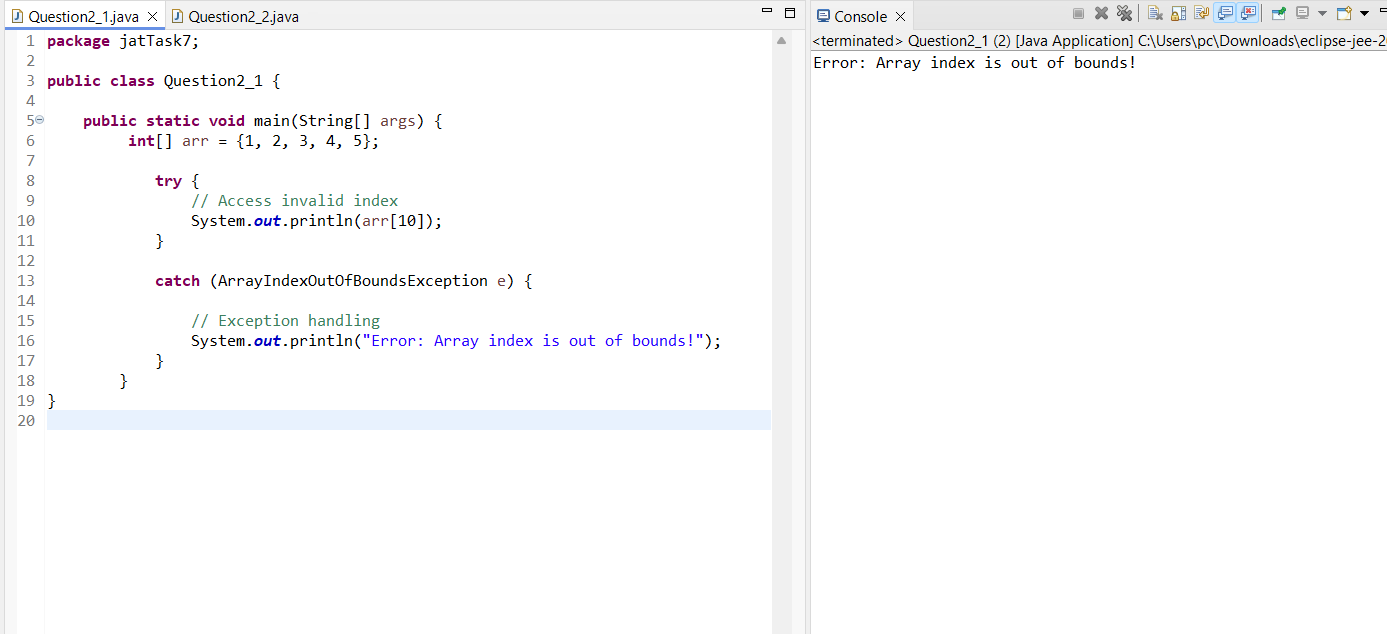 Question2_1.java
Question2_2.java
1 package jatTask7;
2
3 public class Question2_1 {
4
5 public static void main(String[] args) {
6 int[] arr = {1, 2, 3, 4, 5};
7
8 try {
9 // Access invalid index
10 System.out.println(arr[10]);
11 }
12
13 catch (ArrayIndexOutOfBoundsException e) {
14
15 // Exception handling
16 System.out.println("Error: Array index is out of bounds!");
17 }
18 }
19 }
20
Console
<terminated> Question2_1 (2) [Java Application] C:\Users\pc\Downloads\eclipse-jee-2
Error: Array index is out of bounds!